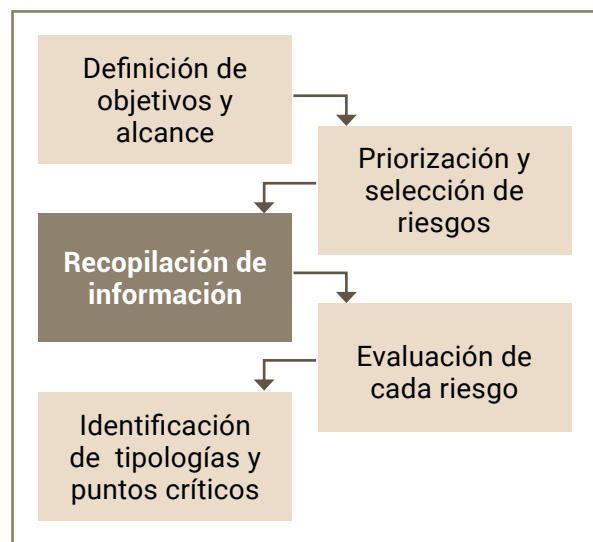 Definición de
objetivos y
alcance
Priorización y
selección de
riesgos
Recopilación de
información
Evaluación de
cada riesgo
Identificación
de tipologías y
puntos críticos